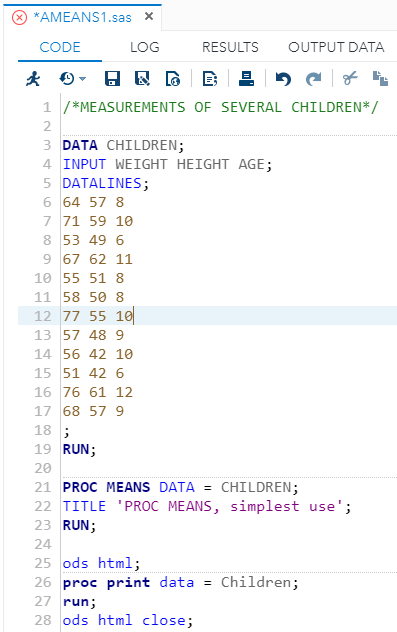 *AMEANS1.sas ×
CODE LOG RESULTS OUTPUT DATA
1 /*MEASUREMENTS OF SEVERAL CHILDREN*/
2
3 DATA CHILDREN;
4 INPUT WEIGHT HEIGHT AGE;
5 DATALINES;
6 64 57 8
7 71 59 10
8 53 49 6
9 67 62 11
10 55 51 8
11 58 50 8
12 77 55 10
13 57 48 9
14 56 42 10
15 51 42 6
16 76 61 12
17 68 57 9
18 ;
19 RUN;
20
21 PROC MEANS DATA = CHILDREN;
22 TITLE 'PROC MEANS, simplest use';
23 RUN;
24
25 ods html;
26 proc print data = Children;
27 run;
28 ods html close;